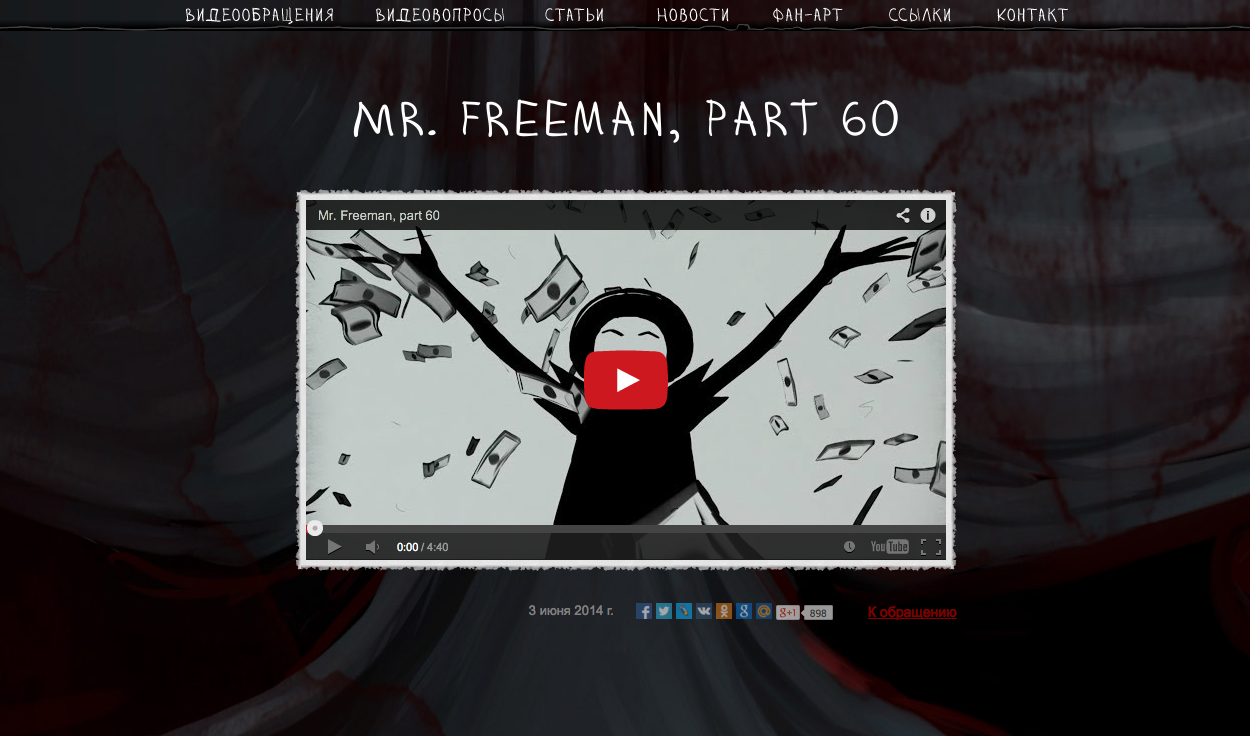 ВИДЕООБРАЩЕНИЯ ВИДЕОВОПРОСЫ СТАТЬИ НОВОСТИ ФАН-АРТ ССЫЛКИ КОНТАКТ
MR. FREEMAN, PART 60
Mr. Freeman, part 60
0:00 / 4:40 YouTube
3 июня 2014 г. g+1 898 К обращению